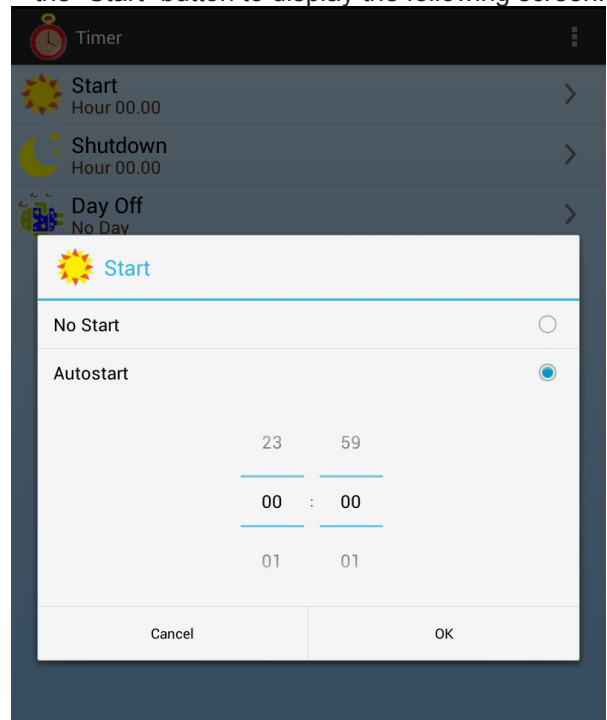 the "Start" button to display the following screen:
Timer
Start
Hour 00.00
Shutdown
Hour 00.00
Day Off
No Day
Start
No Start
Autostart
23 59
00 : 00
01 01
Cancel OK